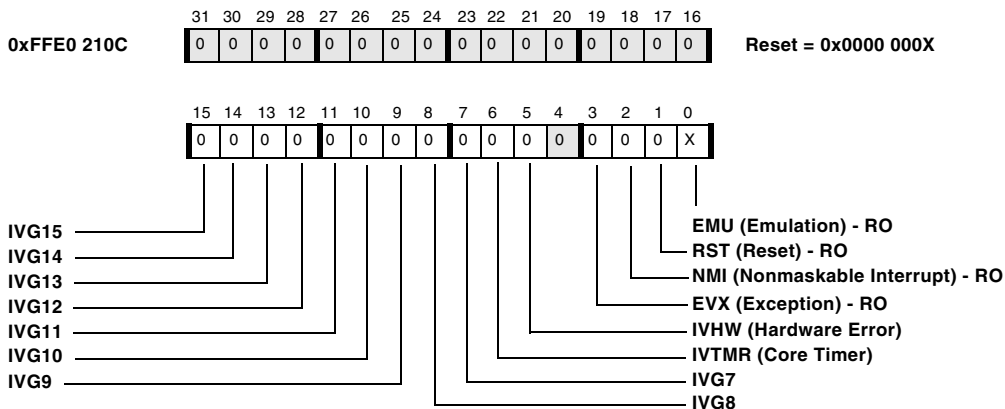 31 30 29 28 27 26 25 24 23 22 21 20 19 18 17 16
0xFFE0 210C 0 0 0 0 0 0 0 0 0 0 0 0 0 0 0 0 Reset = 0x0000 000X
15 14 13 12 11 10 9 8 7 6 5 4 3 2 1 0
0 0 0 0 0 0 0 0 0 0 0 0 0 0 0 X
IVG15
IVG14
IVG13
IVG12
IVG11
IVG10
IVG9
EMU (Emulation) - RO
RST (Reset) - RO
NMI (Nonmaskable Interrupt) - RO
EVX (Exception) - RO
IVHW (Hardware Error)
IVTMR (Core Timer)
IVG7
IVG8